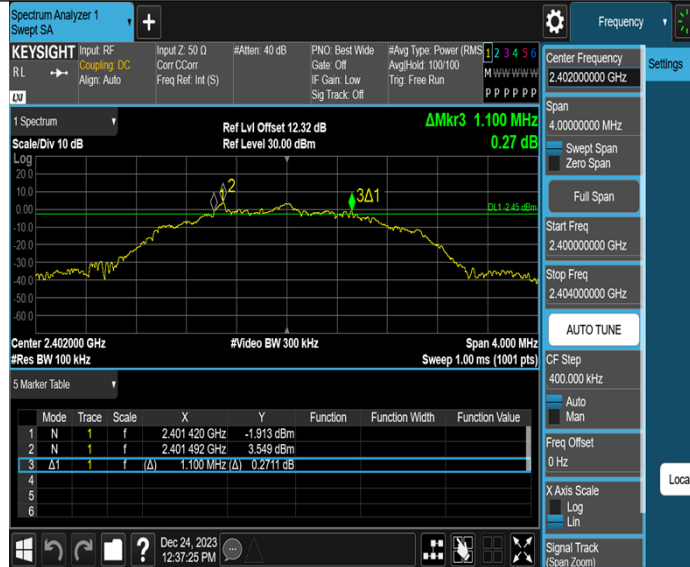 Spectrum Analyzer 1
Swept SA
Frequency
KEYSIGHT Input: RF Input Z: 50 Ω #Atten: 40 dB PNO: Best Wide #Avg Type: Power (RMS 1 2 3 4 5 6
RL Coupling: DC Corr CCorr Gate: Off Avg|Hold: 100/100 M W W W W W
Align: Auto Freq Ref: Int (S) IF Gain: Low Trig: Free Run
Sig Track: Off P P P P P P
LXI
Center Frequency
2.402000000 GHz
Settings
Span
4.00000000 MHz
Swept Span
Zero Span
Full Span
Start Freq
2.400000000 GHz
Stop Freq
2.404000000 GHz
AUTO TUNE
CF Step
400.000 kHz
Auto
Man
Freq Offset
0 Hz
X Axis Scale
Log
Lin
Signal Track
(Span Zoom)
Local
1 Spectrum
Ref Lvl Offset 12.32 dB ΔMkr3 1.100 MHz
Scale/Div 10 dB Ref Level 30.00 dBm 0.27 dB
Log
20.0
10.0
0.00
-10.0
-20.0
-30.0
-40.0
-50.0
-60.0
2
3Δ1
DL1 -2.45 dBm
Center 2.402000 GHz #Video BW 300 kHz Span 4.000 MHz
#Res BW 100 kHz Sweep 1.00 ms (1001 pts)
5 Marker Table
Mode Trace Scale X Y Function Function Width Function Value
1 N 1 f 2.401 420 GHz -1.913 dBm
2 N 1 f 2.401 492 GHz 3.549 dBm
3 Δ1 1 f (Δ) 1.100 MHz (Δ) 0.2711 dB
4
5
6
? Dec 24, 2023
12:37:25 PM